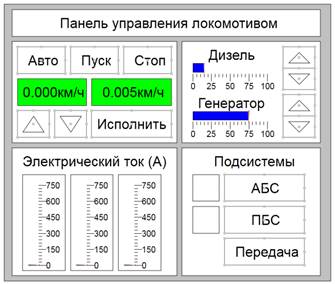 Панель управления локомотивом
Авто Пуск Стоп
0.000км/ч 0.005км/ч
Исполнить
Дизель
0 25 50 75 100
Генератор
0 25 50 75 100
Электрический ток (А)
750 750 750
600 600 600
450 450 450
300 300 300
150 150 150
0 0 0
Подсистемы
АБС
ПБС
Передача